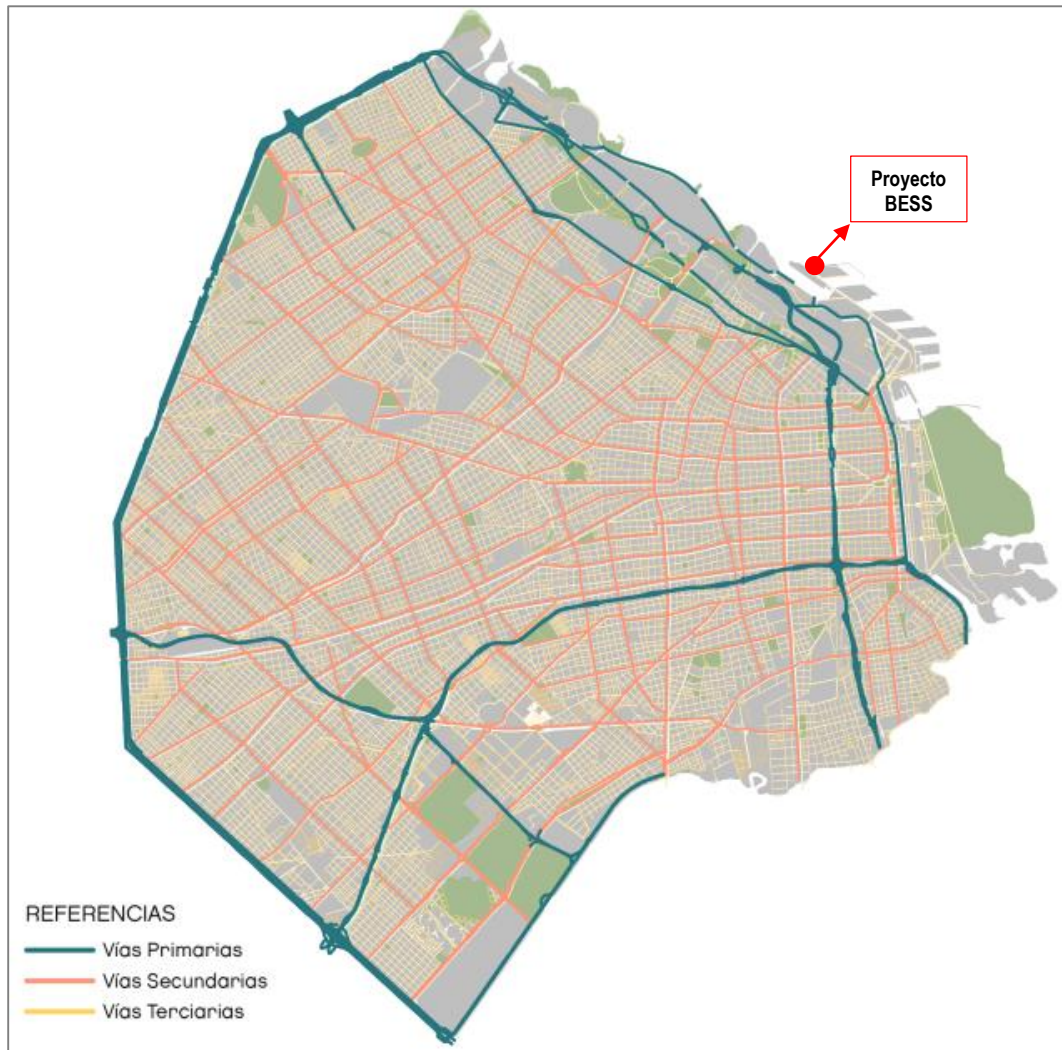 Proyecto
BESS
REFERENCIAS
Vías Primarias
Vías Secundarias
Vías Terciarias